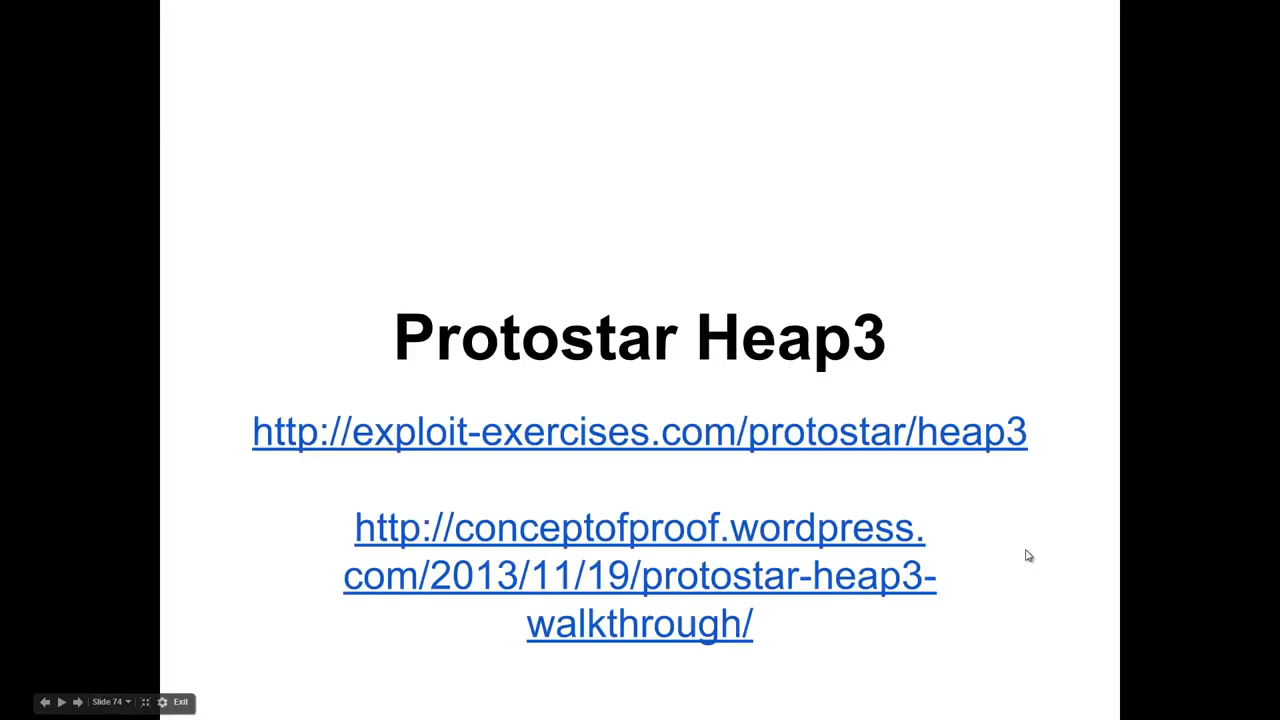 Protostar Heap3
http://exploit-exercises.com/protostar/heap3
http://conceptofproof.wordpress.
com/2013/11/19/protostar-heap3-
walkthrough/
Slide 74
Exit